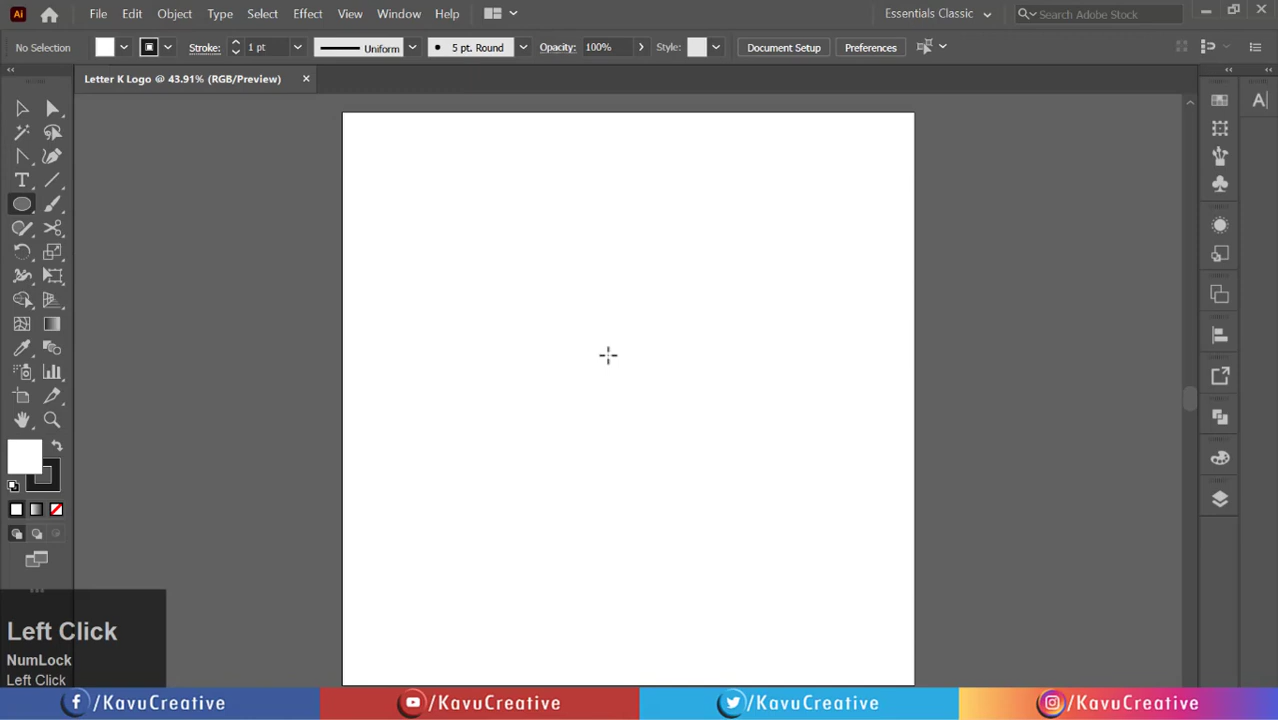 Ai File Edit Object Type Select Effect View Window Help Essentials Classic Search Adobe Stock
No Selection Stroke: 1 pt Uniform 5 pt. Round Opacity: 100% Style: Document Setup Preferences
Letter K Logo @ 43.91% (RGB/Preview)
Left Click
NumLock
Left Click
/KavuCreative /KavuCreative /KavuCreative /KavuCreative